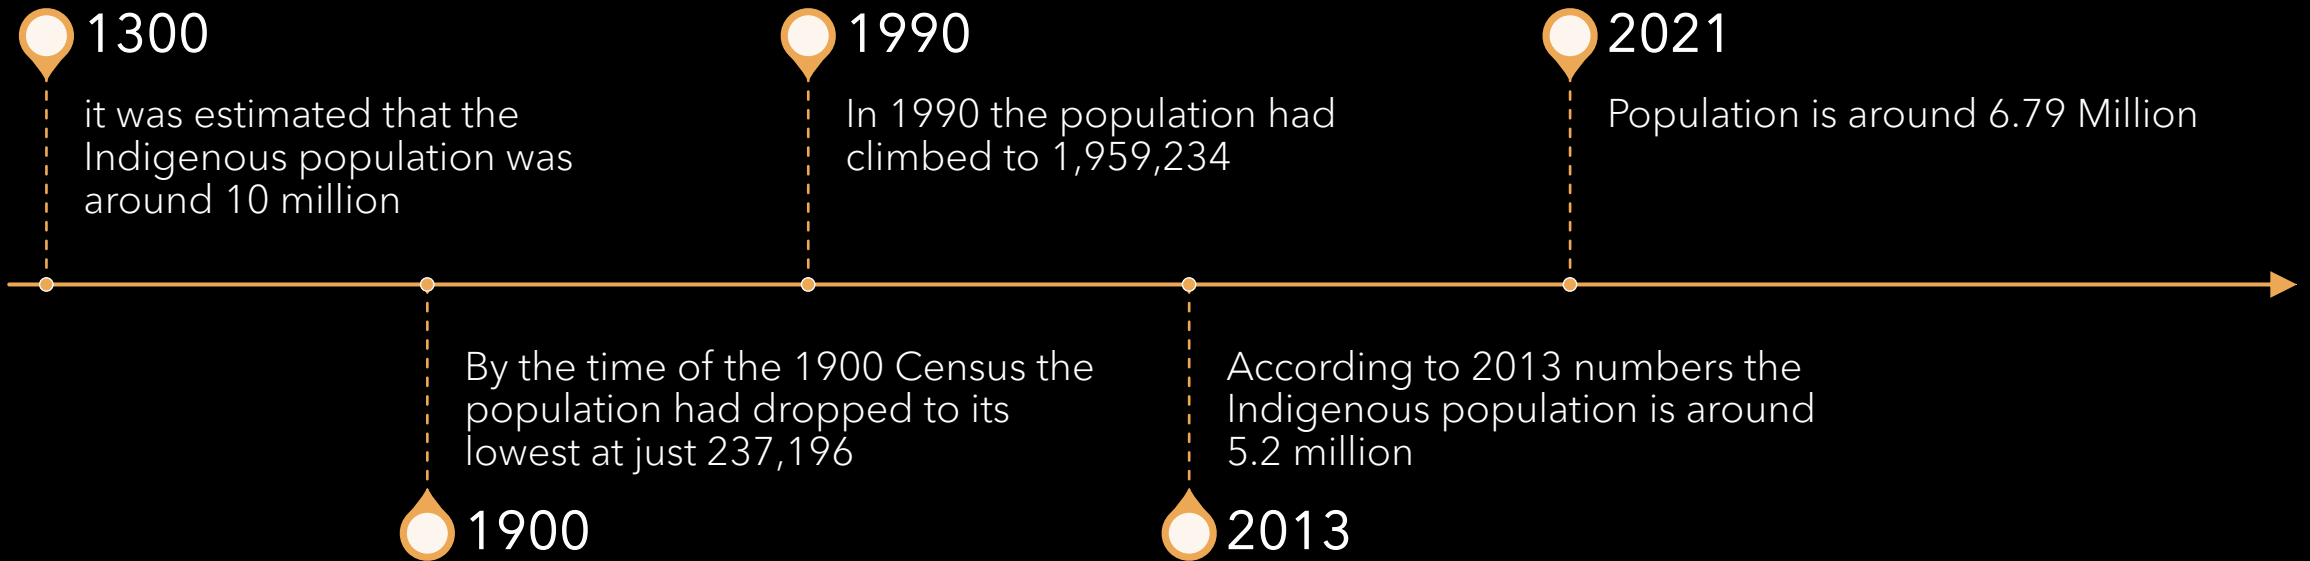 1300
it was estimated that the
Indigenous population was
around 10 million
By the time of the 1900 Census the
population had dropped to its
lowest at just 237,196
1900
1990
In 1990 the population had
climbed to 1,959,234
According to 2013 numbers the
Indigenous population is around
5.2 million
2013
2021
Population is around 6.79 Million